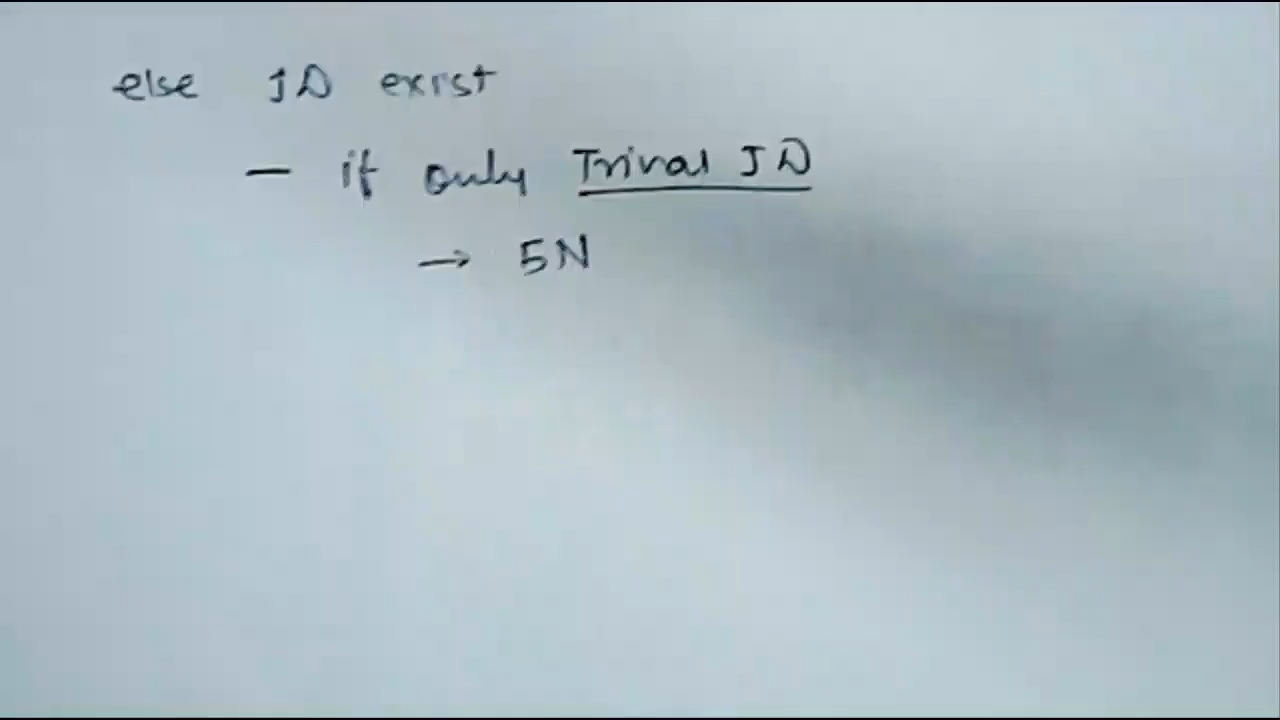 else JD exist
— if only Trival JD
→ 5N